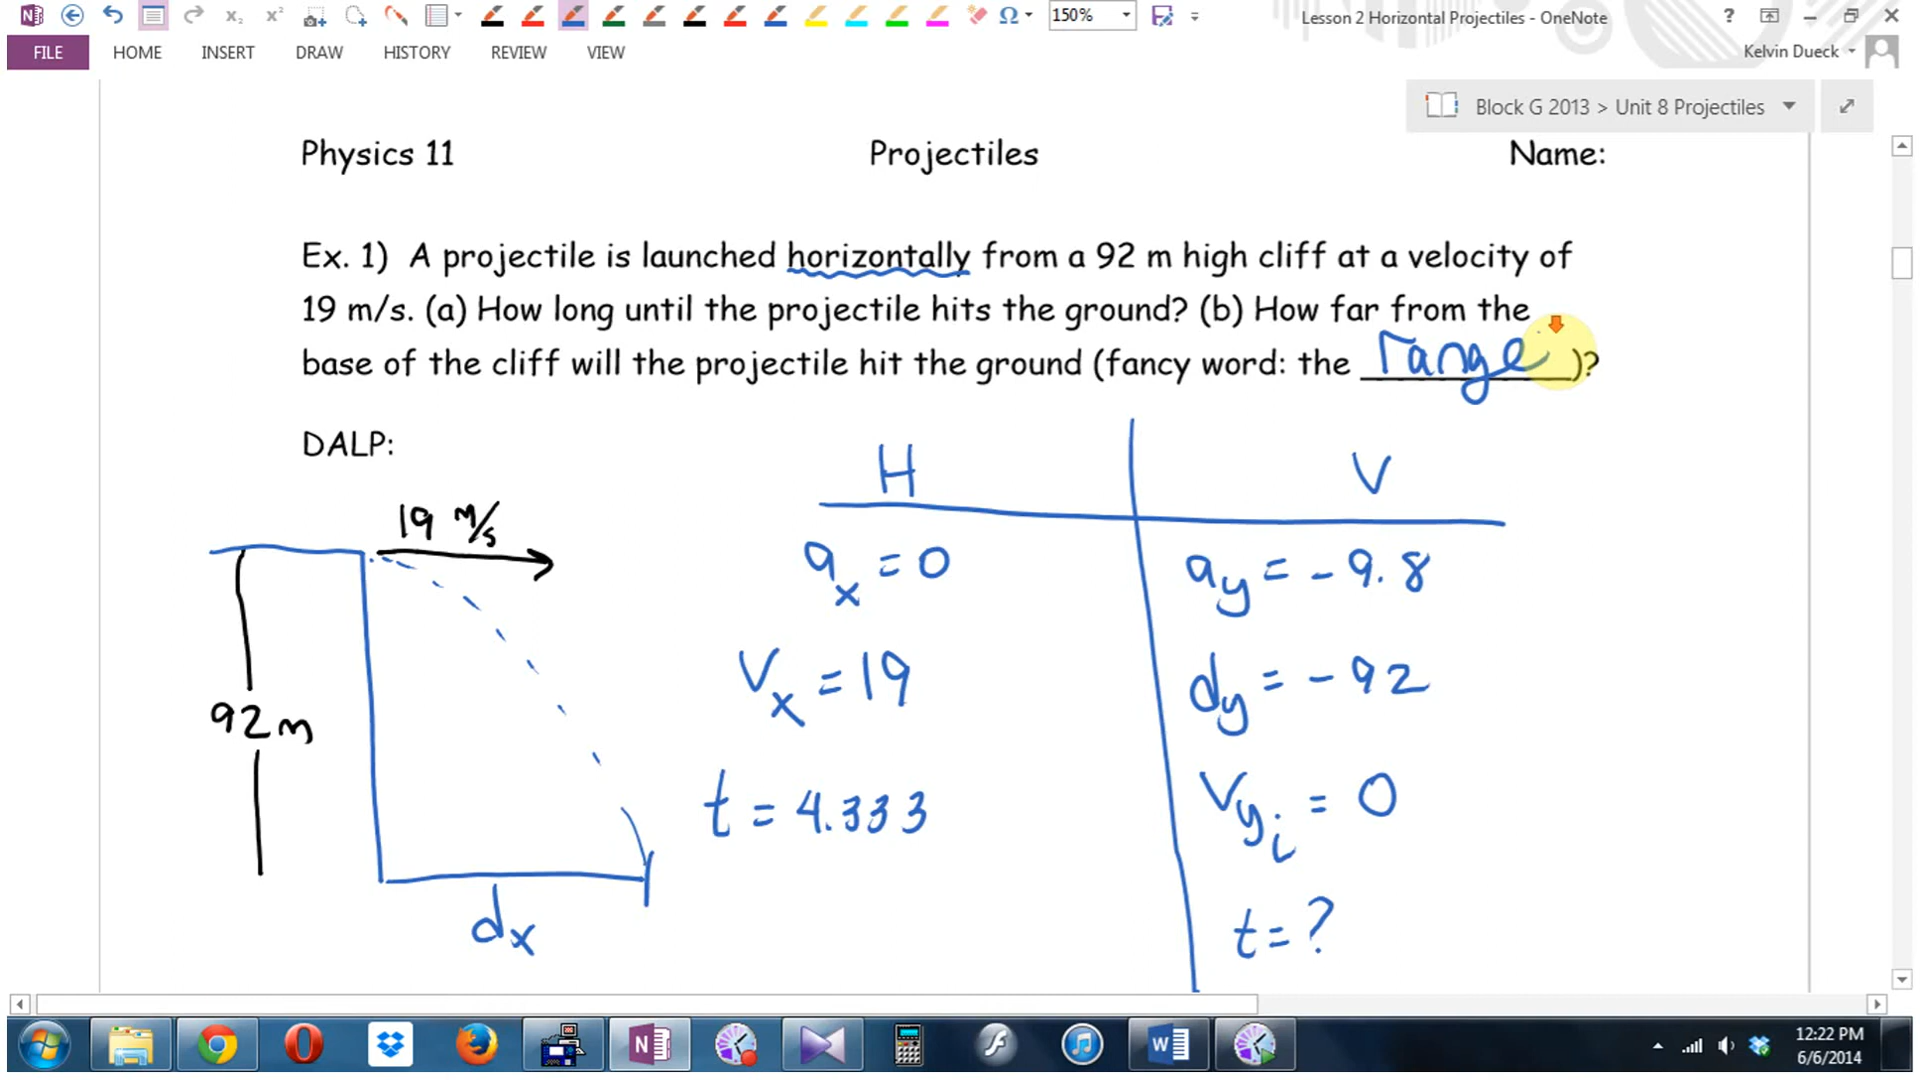 150%
Lesson 2 Horizontal Projectiles - OneNote
FILE HOME INSERT DRAW HISTORY REVIEW VIEW
Kelvin Dueck
Block G 2013 > Unit 8 Projectiles
Physics 11 Projectiles Name:
Ex. 1) A projectile is launched horizontally from a 92 m high cliff at a velocity of
19 m/s. (a) How long until the projectile hits the ground? (b) How far from the
base of the cliff will the projectile hit the ground (fancy word: the range)?
DALP:
H V
19 m/s
aₓ = 0 a_y = - 9.8
92 m
vₓ = 19 d_y = - 92
t = 4.333 v_yᵢ = 0
dₓ
t = ?
12:22 PM
6/6/2014